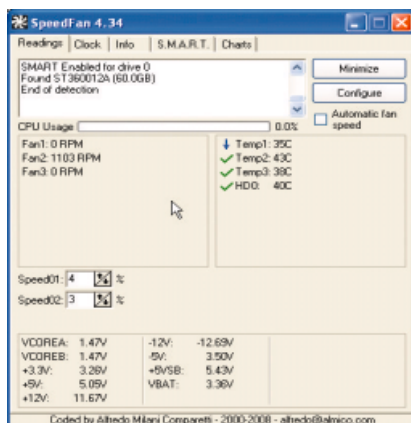 SpeedFan 4.34
Readings Clock Info S.M.A.R.T. Charts
SMART Enabled for drive 0
Found ST360012A (60.0GB)
End of detection
Minimize
Configure
Automatic fan speed
CPU Usage 0.0%
Fan1: 0 RPM
Fan2: 1103 RPM
Fan3: 0 RPM
Temp1: 35C
Temp2: 43C
Temp3: 38C
HD0: 40C
Speed01: 4 %
Speed02: 3 %
VCOREA: 1.47V -12V: -12.69V
VCOREB: 1.47V -5V: 3.50V
+3.3V: 3.26V +5VSB: 5.43V
+5V: 5.05V VBAT: 3.36V
+12V: 11.67V
Coded by Alfredo Milani Comparetti - 2000-2008 - alfredo@almico.com